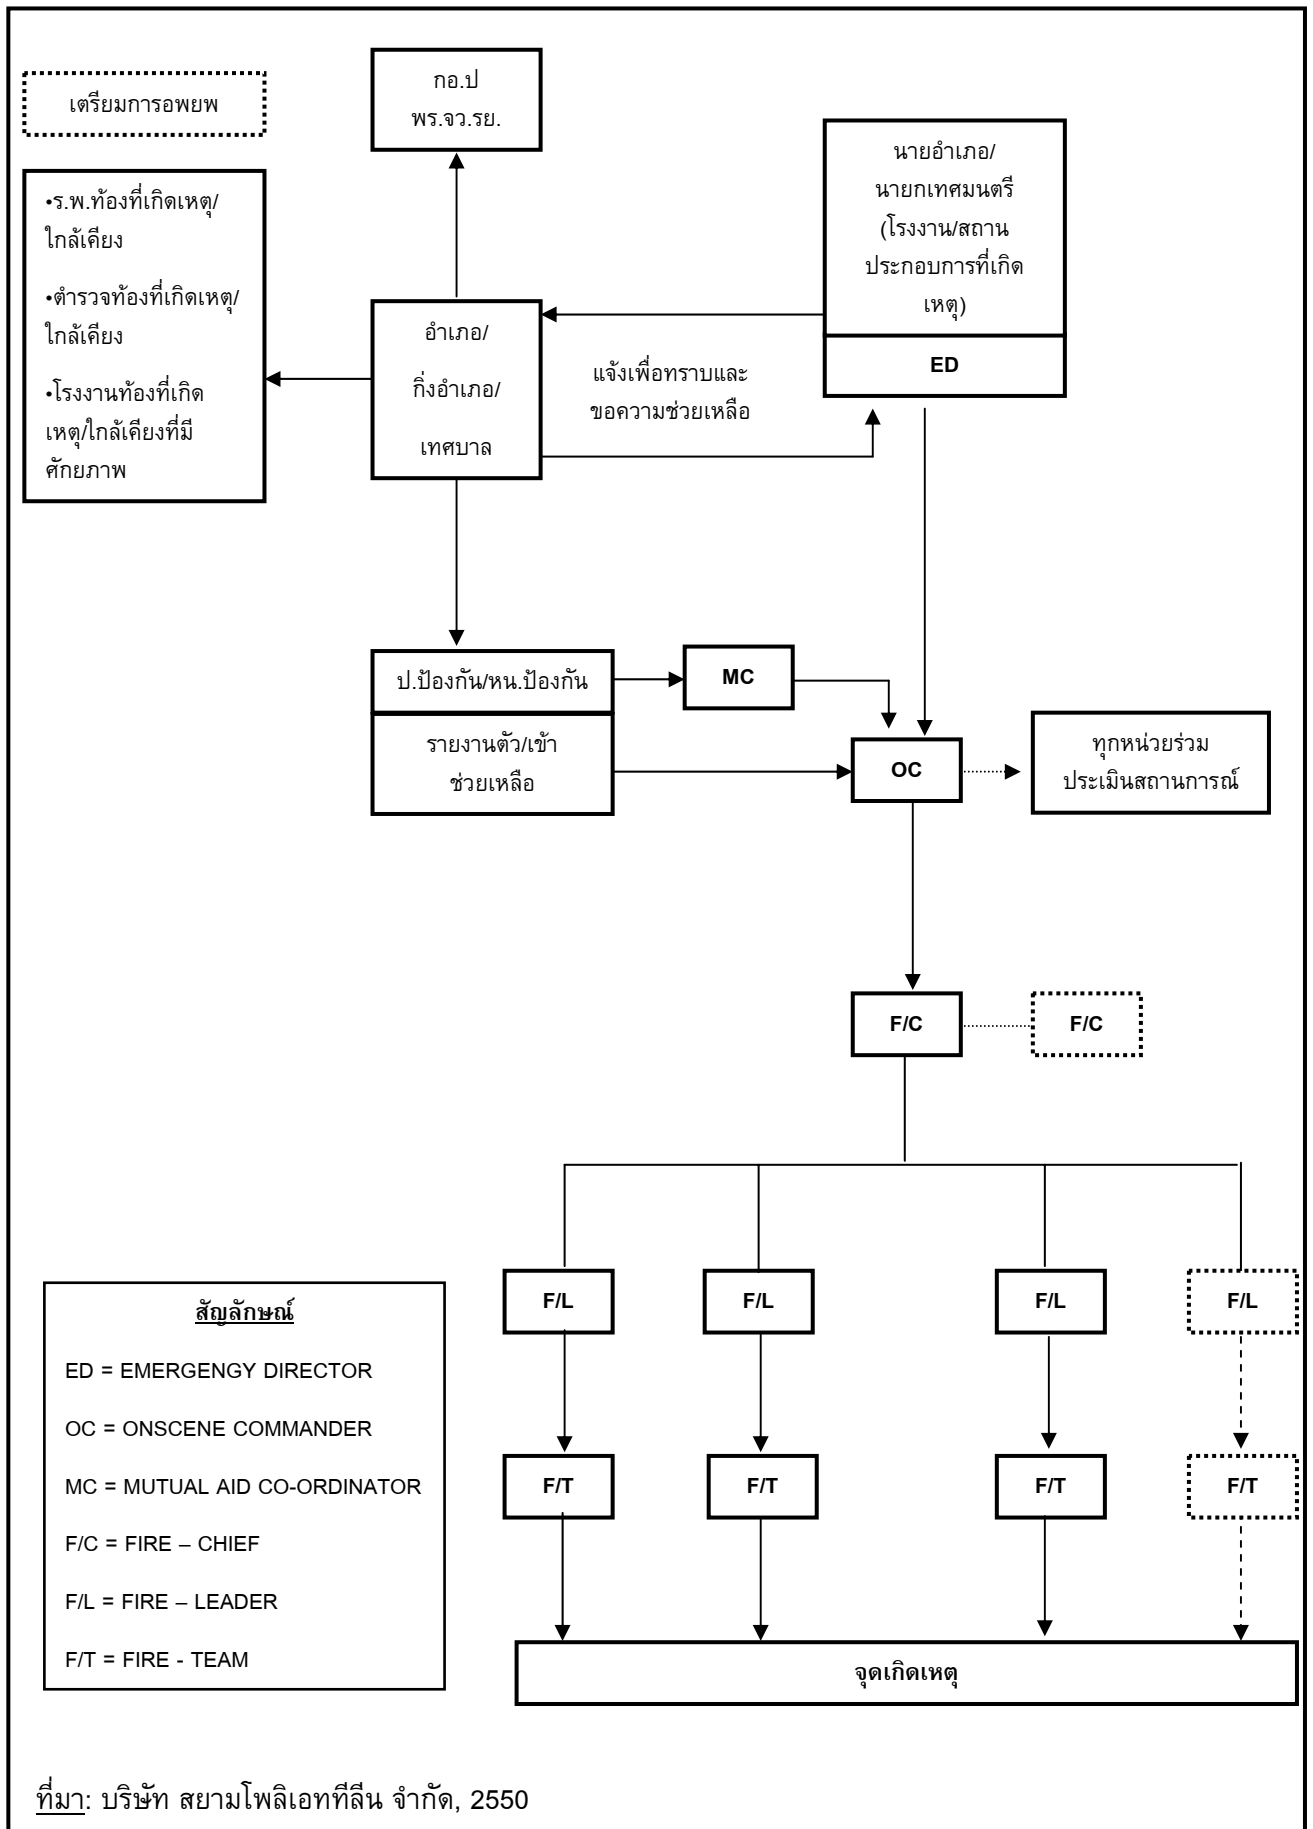 เตรียมการอพยพ
กอ.ป
พร.จว.รย.
นายอำเภอ/
นายกเทศมนตรี
(โรงงาน/สถาน
ประกอบการที่เกิด
เหตุ)
ED
•ร.พ.ท้องที่เกิดเหตุ/
ใกล้เคียง
•ตำรวจท้องที่เกิดเหตุ/
ใกล้เคียง
•โรงงานท้องที่เกิด
เหตุ/ใกล้เคียงที่มี
ศักยภาพ
อำเภอ/
กิ่งอำเภอ/
เทศบาล
แจ้งเพื่อทราบและ
ขอความช่วยเหลือ
ป.ป้องกัน/หน.ป้องกัน
รายงานตัว/เข้า
ช่วยเหลือ
MC
OC
ทุกหน่วยร่วม
ประเมินสถานการณ์
F/C
F/C
F/L
F/L
F/L
F/L
F/T
F/T
F/T
F/T
จุดเกิดเหตุ
สัญลักษณ์
ED = EMERGENGY DIRECTOR
OC = ONSCENE COMMANDER
MC = MUTUAL AID CO-ORDINATOR
F/C = FIRE – CHIEF
F/L = FIRE – LEADER
F/T = FIRE - TEAM
ที่มา: บริษัท สยามโพลิเอททีลีน จำกัด, 2550